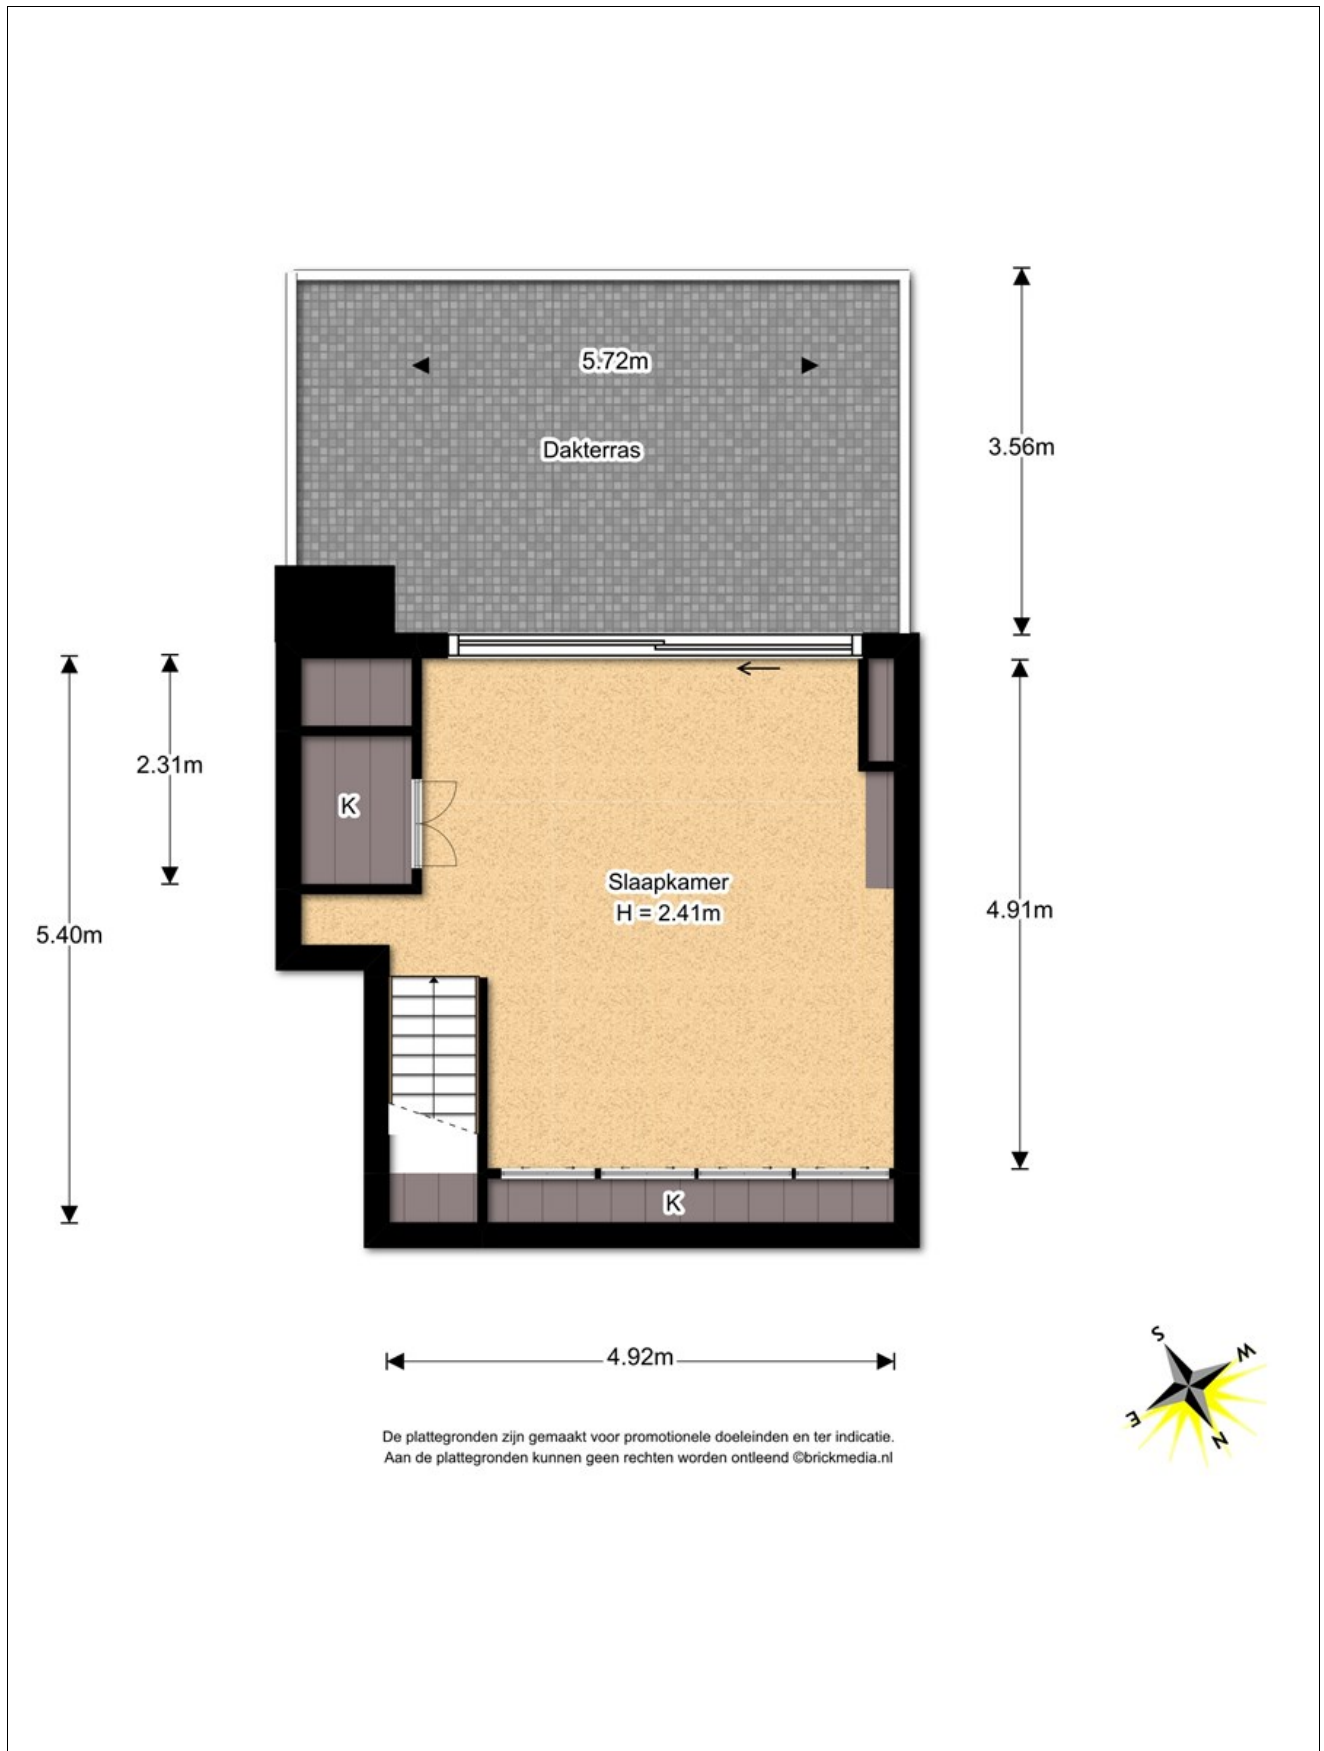 5.72m
Dakterras
3.56m
2.31m
K
5.40m
Slaapkamer
H = 2.41m
4.91m
K
4.92m
S
W
E
N
De plattegronden zijn gemaakt voor promotionele doeleinden en ter indicatie.
Aan de plattegronden kunnen geen rechten worden ontleend ©brickmedia.nl